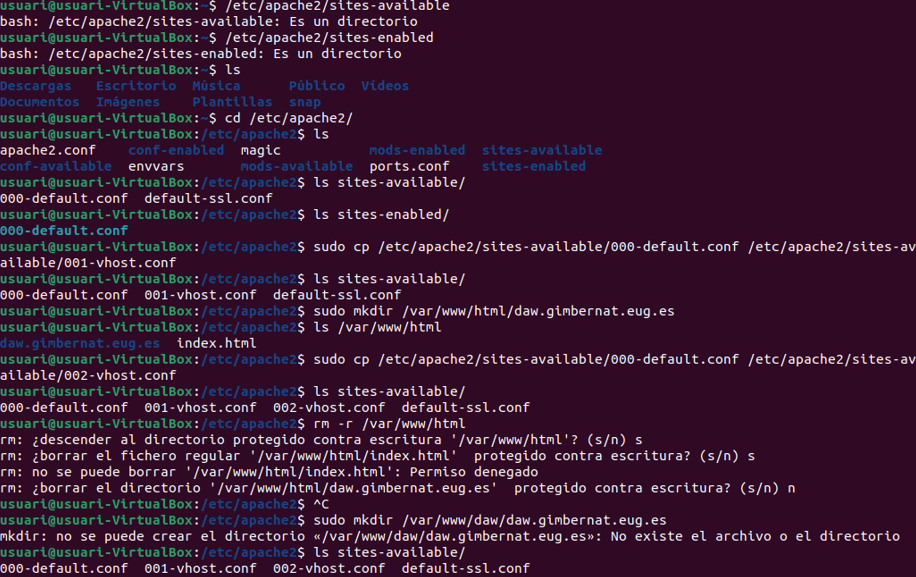 usuari@usuari-VirtualBox:~$ /etc/apache2/sites-available
bash: /etc/apache2/sites-available: Es un directorio
usuari@usuari-VirtualBox:~$ /etc/apache2/sites-enabled
bash: /etc/apache2/sites-enabled: Es un directorio
usuari@usuari-VirtualBox:~$ ls
Descargas   Escritorio  Música      Público  Vídeos
Documentos  Imágenes    Plantillas  snap
usuari@usuari-VirtualBox:~$ cd /etc/apache2/
usuari@usuari-VirtualBox:/etc/apache2$ ls
apache2.conf    conf-enabled  magic           mods-enabled  sites-available
conf-available  envvars       mods-available  ports.conf    sites-enabled
usuari@usuari-VirtualBox:/etc/apache2$ ls sites-available/
000-default.conf  default-ssl.conf
usuari@usuari-VirtualBox:/etc/apache2$ ls sites-enabled/
000-default.conf
usuari@usuari-VirtualBox:/etc/apache2$ sudo cp /etc/apache2/sites-available/000-default.conf /etc/apache2/sites-av
ailable/001-vhost.conf
usuari@usuari-VirtualBox:/etc/apache2$ ls sites-available/
000-default.conf  001-vhost.conf  default-ssl.conf
usuari@usuari-VirtualBox:/etc/apache2$ sudo mkdir /var/www/html/daw.gimbernat.eug.es
usuari@usuari-VirtualBox:/etc/apache2$ ls /var/www/html
daw.gimbernat.eug.es  index.html
usuari@usuari-VirtualBox:/etc/apache2$ sudo cp /etc/apache2/sites-available/000-default.conf /etc/apache2/sites-av
ailable/002-vhost.conf
usuari@usuari-VirtualBox:/etc/apache2$ ls sites-available/
000-default.conf  001-vhost.conf  002-vhost.conf  default-ssl.conf
usuari@usuari-VirtualBox:/etc/apache2$ rm -r /var/www/html
rm: ¿descender al directorio protegido contra escritura '/var/www/html'? (s/n) s
rm: ¿borrar el fichero regular '/var/www/html/index.html'  protegido contra escritura? (s/n) s
rm: no se puede borrar '/var/www/html/index.html': Permiso denegado
rm: ¿borrar el directorio '/var/www/html/daw.gimbernat.eug.es'  protegido contra escritura? (s/n) n
usuari@usuari-VirtualBox:/etc/apache2$ ^C
usuari@usuari-VirtualBox:/etc/apache2$ sudo mkdir /var/www/daw/daw.gimbernat.eug.es
mkdir: no se puede crear el directorio «/var/www/daw/daw.gimbernat.eug.es»: No existe el archivo o el directorio
usuari@usuari-VirtualBox:/etc/apache2$ ls sites-available/
000-default.conf  001-vhost.conf  002-vhost.conf  default-ssl.conf